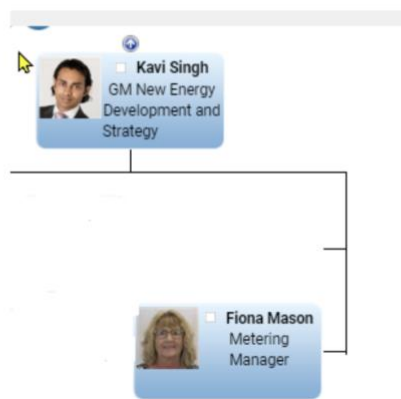 Kavi Singh
GM New Energy
Development and
Strategy
Fiona Mason
Metering
Manager